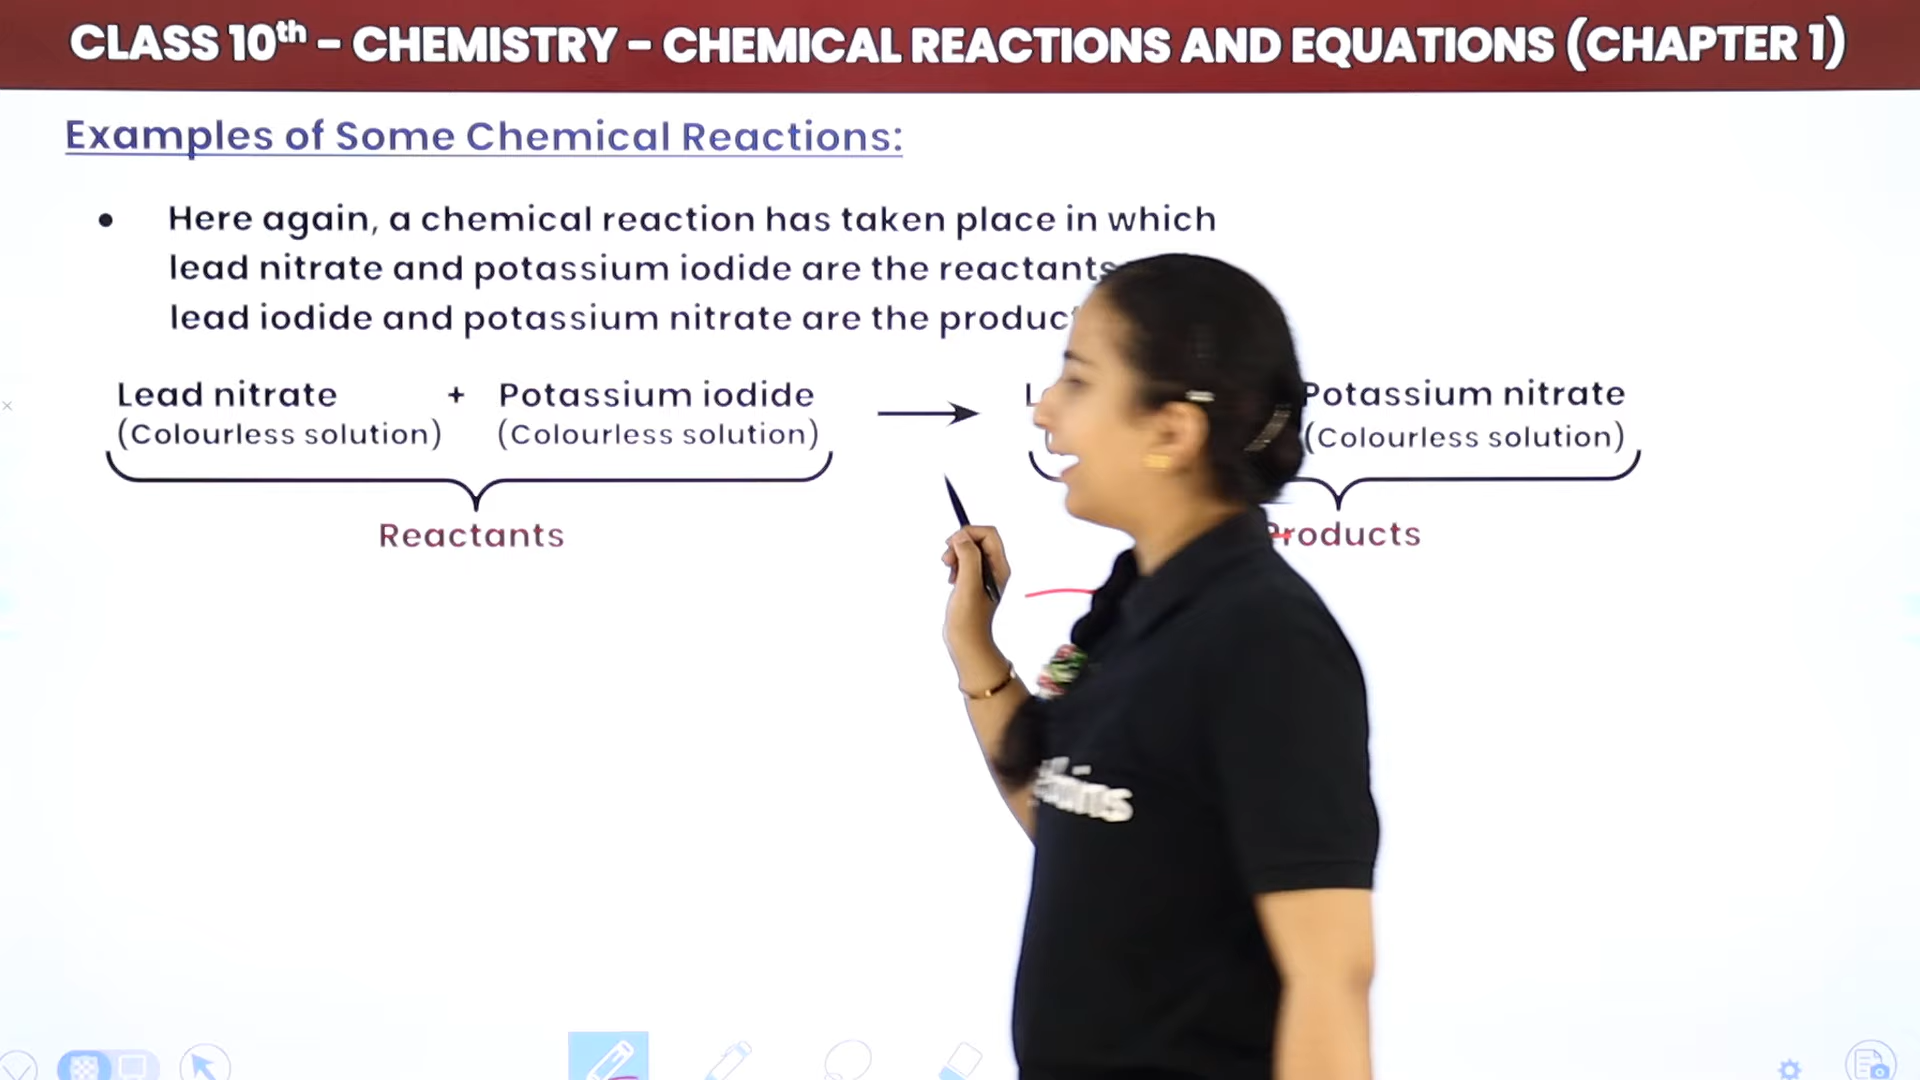 CLASS 10th – CHEMISTRY – CHEMICAL REACTIONS AND EQUATIONS (CHAPTER 1)
Examples of Some Chemical Reactions:
• Here again, a chemical reaction has taken place in which
lead nitrate and potassium iodide are the reactants
lead iodide and potassium nitrate are the
Lead nitrate + Potassium iodide → Potassium nitrate
(Colourless solution) (Colourless solution) (Colourless solution)
Reactants Products